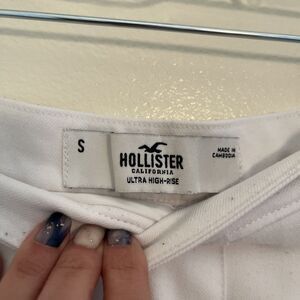 S
HOLLISTER
CALIFORNIA
ULTRA HIGH-RISE
MADE IN
CAMBODIA